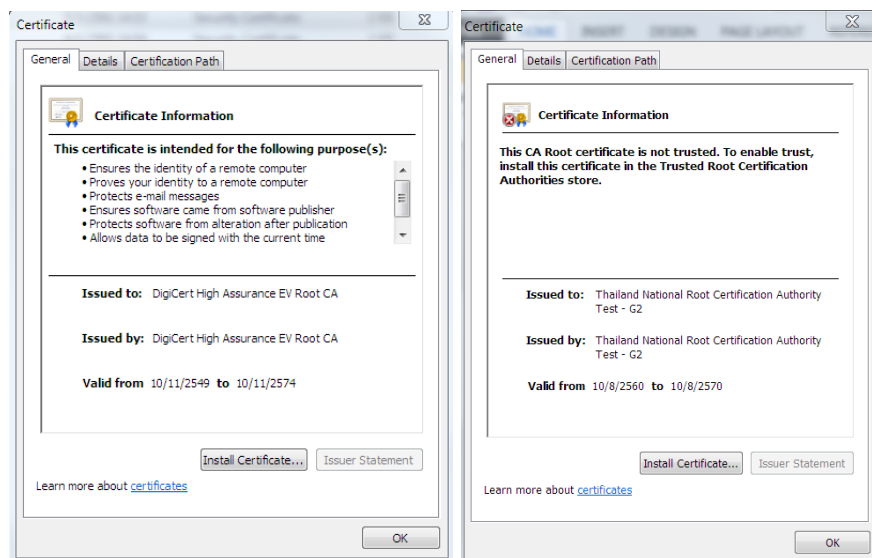 Certificate
General
Details
Certification Path
Certificate Information
This certificate is intended for the following purpose(s):
• Ensures the identity of a remote computer
• Proves your identity to a remote computer
• Protects e-mail messages
• Ensures software came from software publisher
• Protects software from alteration after publication
• Allows data to be signed with the current time
Issued to: DigiCert High Assurance EV Root CA
Issued by: DigiCert High Assurance EV Root CA
Valid from 10/11/2549 to 10/11/2574
Install Certificate...
Issuer Statement
Learn more about certificates
OK
Certificate
General
Details
Certification Path
Certificate Information
This CA Root certificate is not trusted. To enable trust,
install this certificate in the Trusted Root Certification
Authorities store.
Issued to: Thailand National Root Certification Authority
Test - G2
Issued by: Thailand National Root Certification Authority
Test - G2
Valid from 10/8/2560 to 10/8/2570
Install Certificate...
Issuer Statement
Learn more about certificates
OK